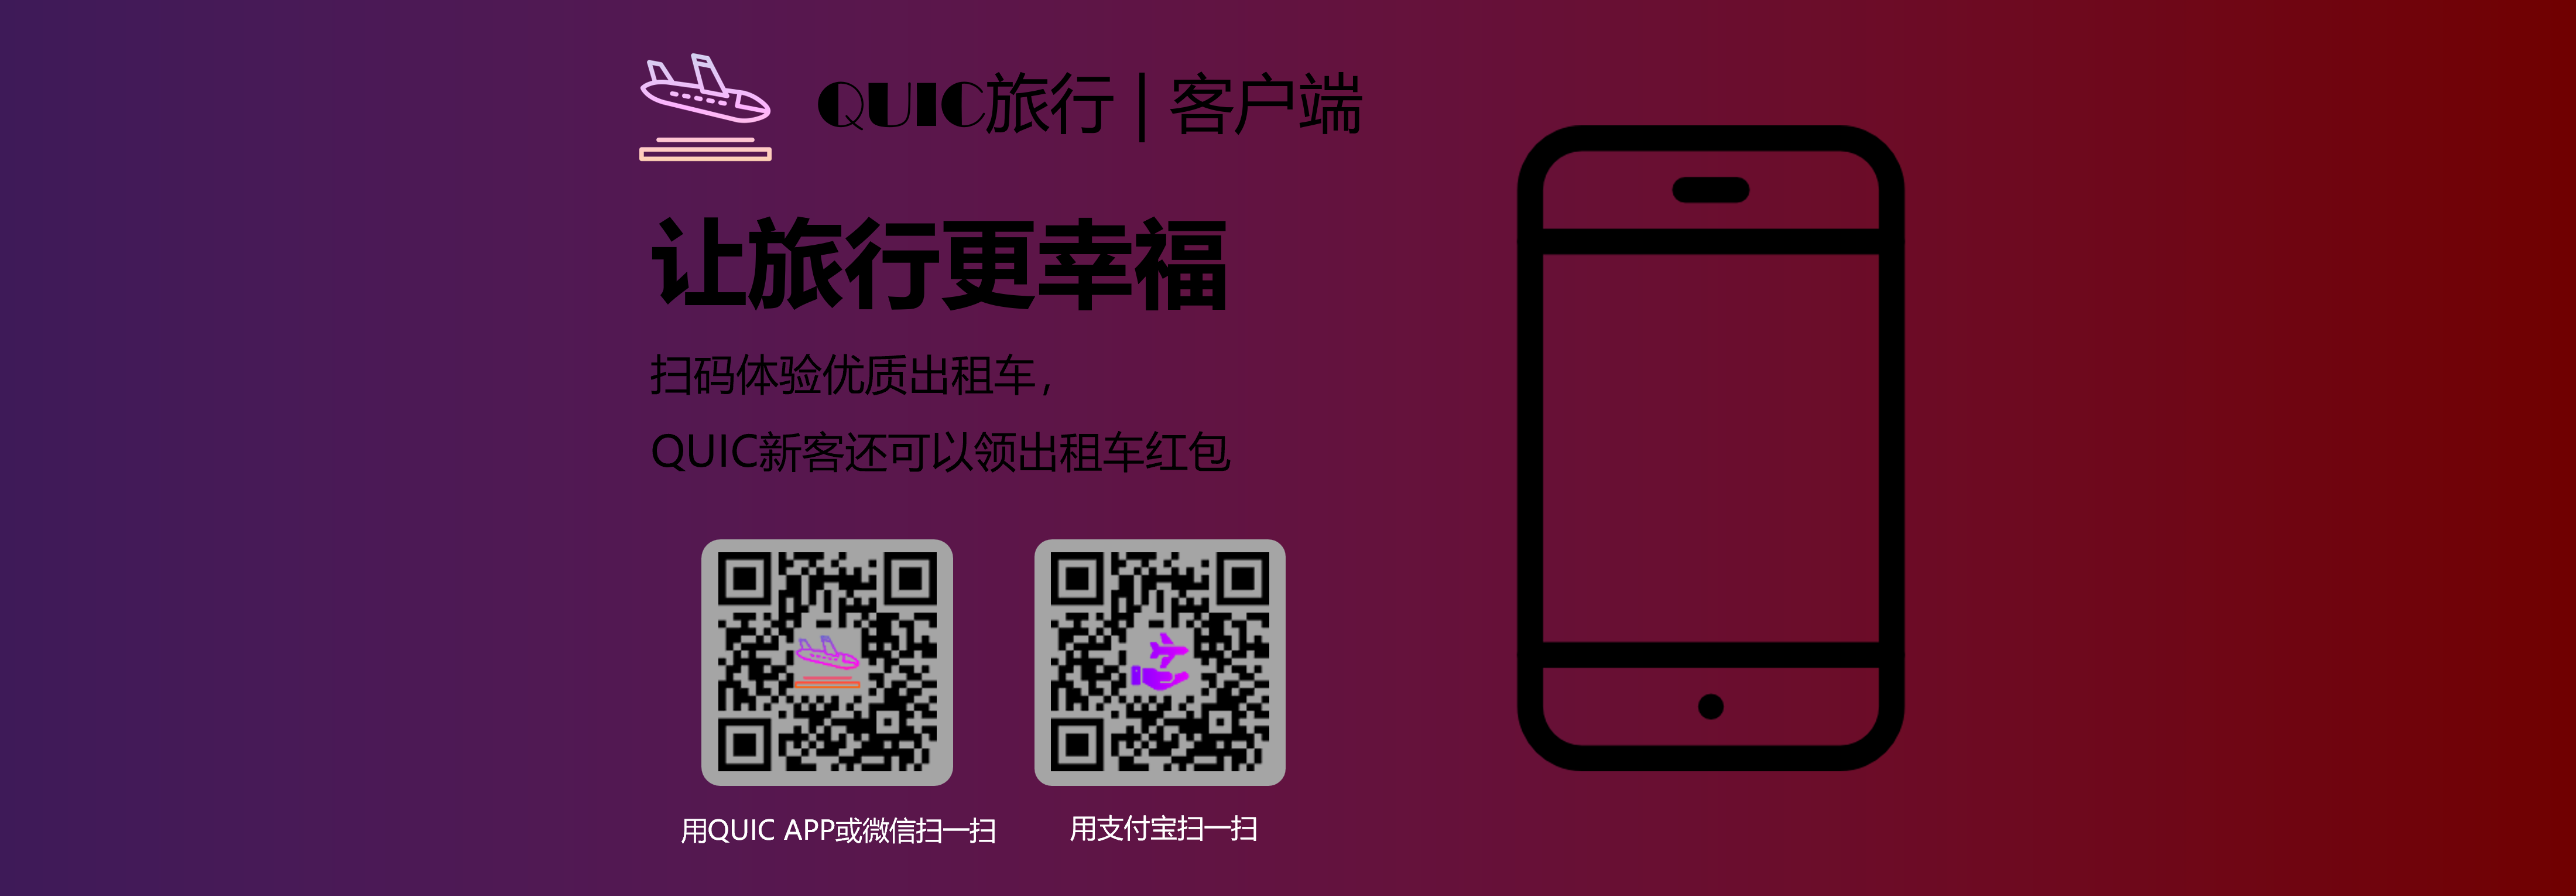 QUIC旅行 | 客户端
让旅行更幸福
扫码体验优质出租车，
QUIC新客还可以领出租车红包
用QUIC APP或微信扫一扫
用支付宝扫一扫